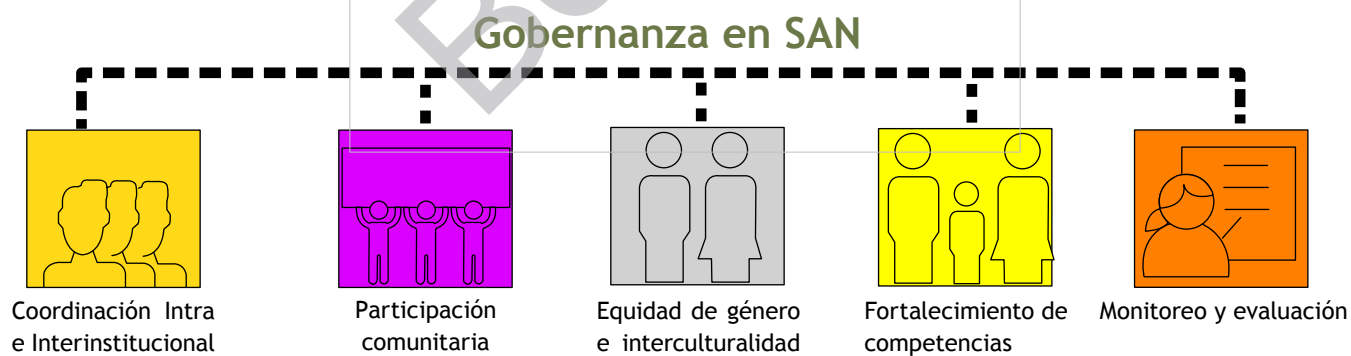 Gobernanza en SAN
Coordinación Intra
e Interinstitucional
Participación
comunitaria
Equidad de género
e interculturalidad
Fortalecimiento de
competencias
Monitoreo y evaluación